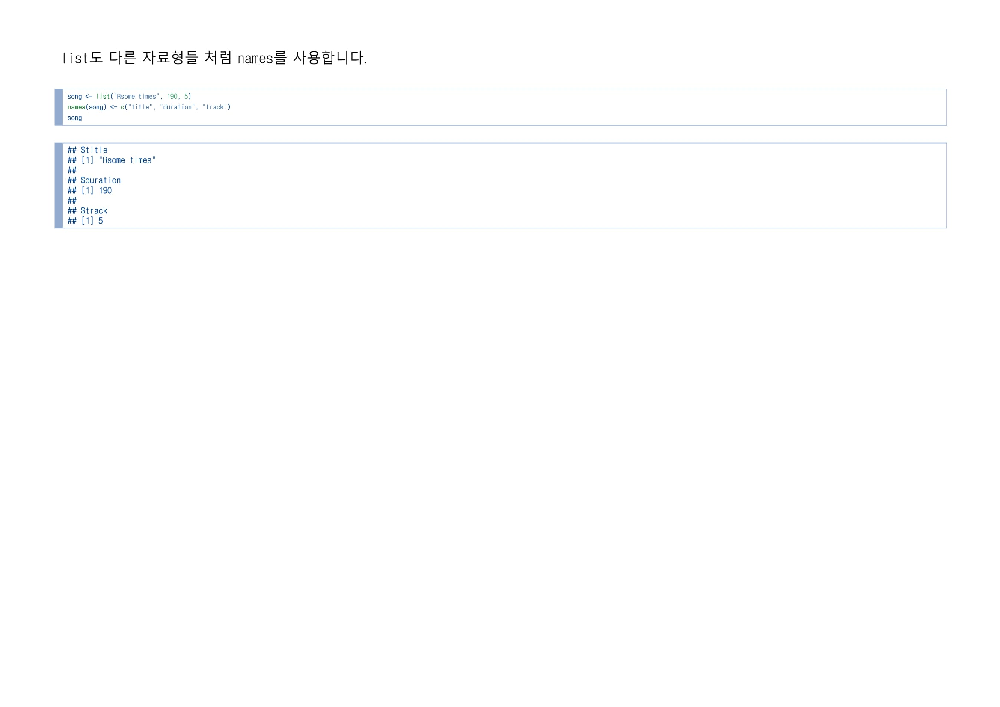 list도 다른 자료형들 처럼 names를 사용합니다.
song <- list("Rsome times", 190, 5)
names(song) <- c("title", "duration", "track")
song
## $title
## [1] "Rsome times"
##
## $duration
## [1] 190
##
## $track
## [1] 5